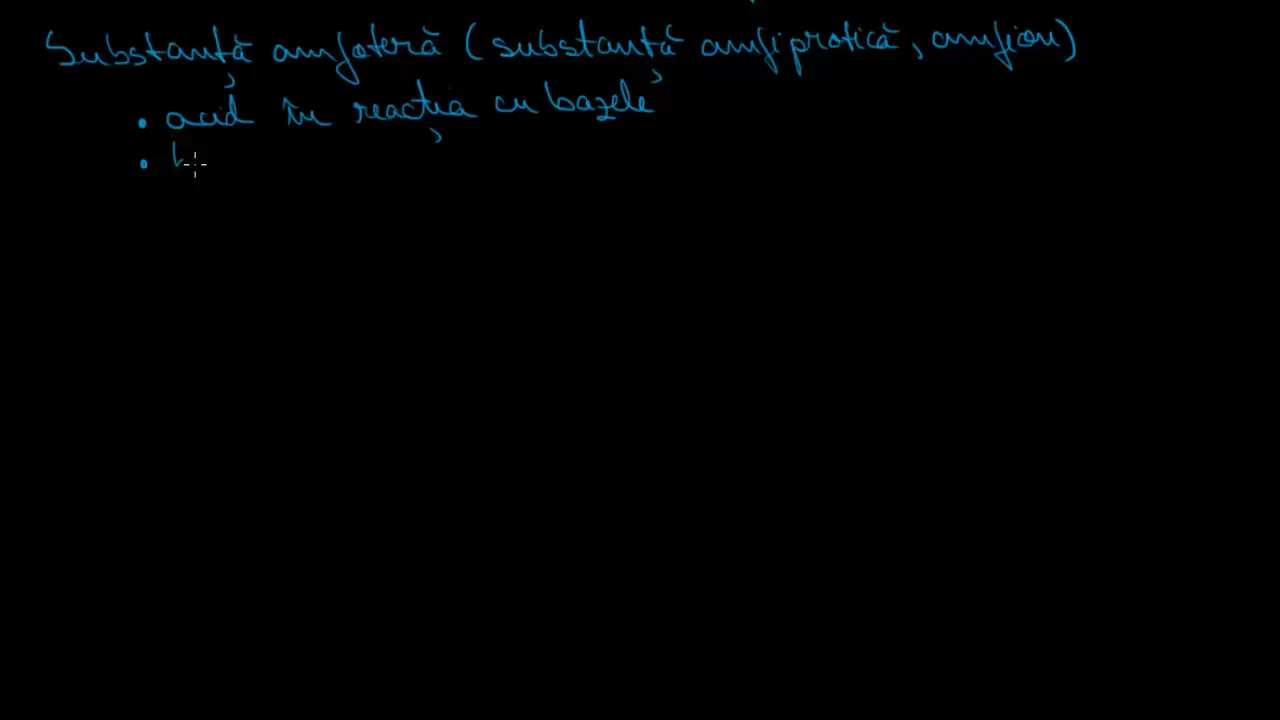 Substanță amfoteră (substanță amfiprotică, amfion)
• acid în reacția cu bazele
•